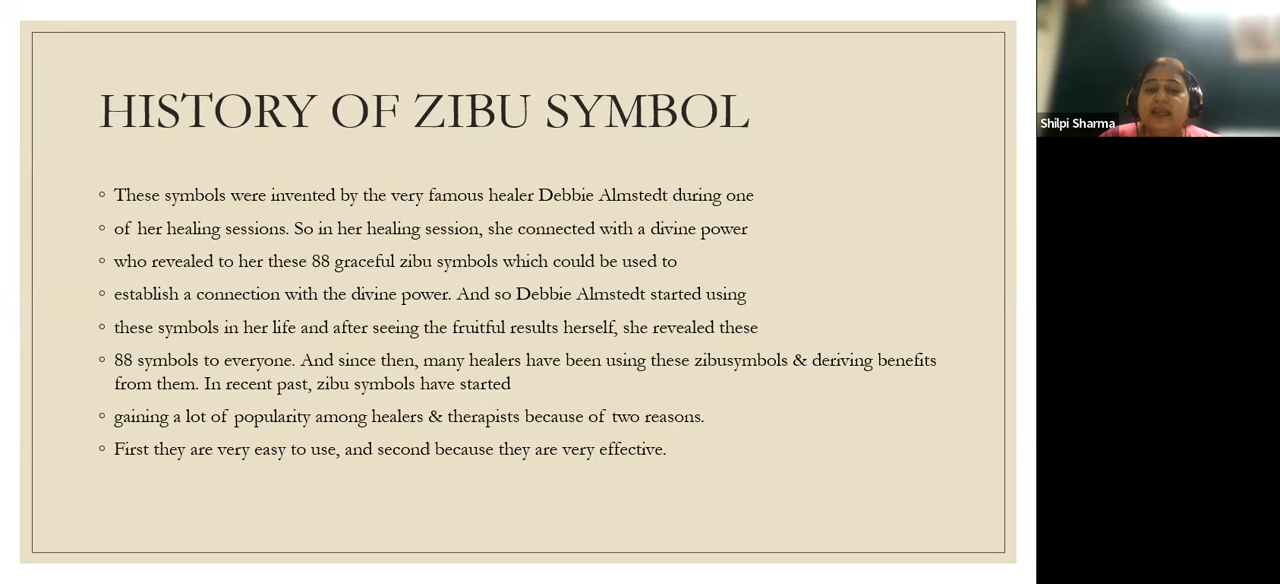 HISTORY OF ZIBU SYMBOL
Shilpi Sharma
◦ These symbols were invented by the very famous healer Debbie Almstedt during one
◦ of her healing sessions. So in her healing session, she connected with a divine power
◦ who revealed to her these 88 graceful zibu symbols which could be used to
◦ establish a connection with the divine power. And so Debbie Almstedt started using
◦ these symbols in her life and after seeing the fruitful results herself, she revealed these
◦ 88 symbols to everyone. And since then, many healers have been using these zibusymbols & deriving benefits
from them. In recent past, zibu symbols have started
◦ gaining a lot of popularity among healers & therapists because of two reasons.
◦ First they are very easy to use, and second because they are very effective.